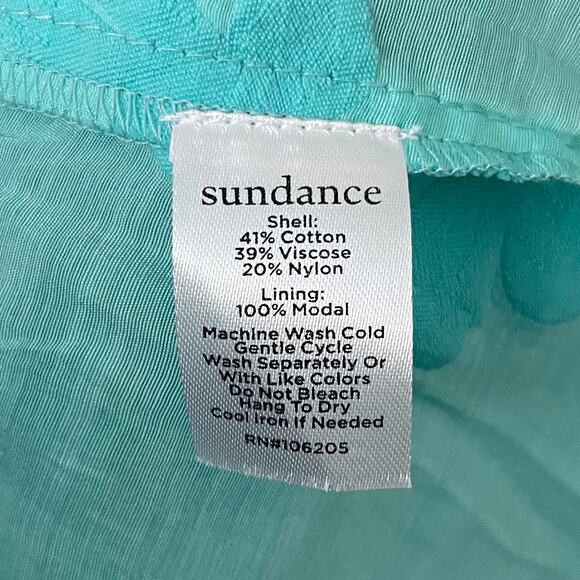 sundance
Shell:
41% Cotton
39% Viscose
20% Nylon
Lining:
100% Modal
Machine Wash Cold
Gentle Cycle
Wash Separately Or
With Like Colors
Do Not Bleach
Hang To Dry
Cool Iron If Needed
RN#106205